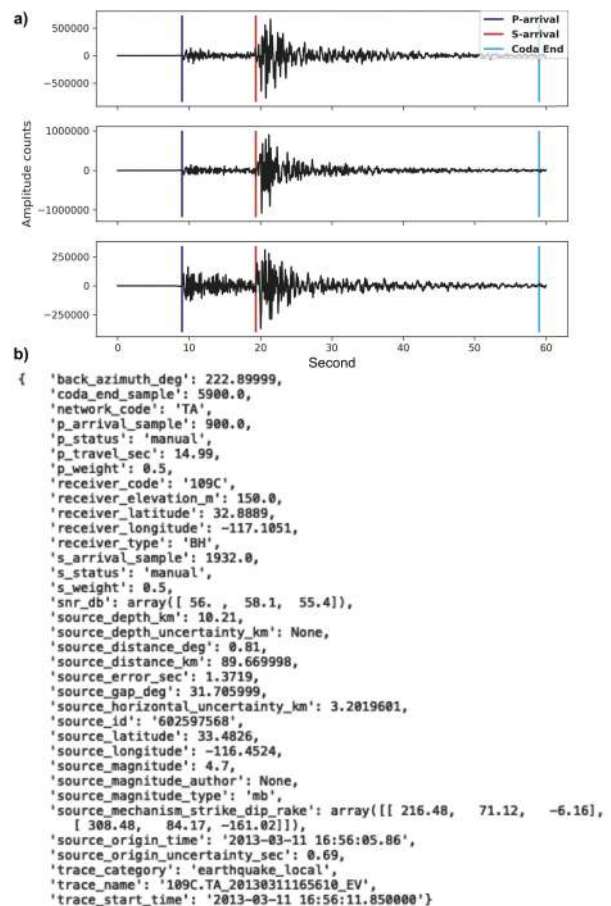 a)
P-arrival
S-arrival
Coda End
500000
0
−500000
1000000
0
−1000000
250000
0
−250000
Amplitude counts
0 10 20 30 40 50 60
Second
b)
{ 'back_azimuth_deg': 222.89999,
'coda_end_sample': 5900.0,
'network_code': 'TA',
'p_arrival_sample': 900.0,
'p_status': 'manual',
'p_travel_sec': 14.99,
'p_weight': 0.5,
'receiver_code': '109C',
'receiver_elevation_m': 150.0,
'receiver_latitude': 32.8889,
'receiver_longitude': -117.1051,
'receiver_type': 'BH',
's_arrival_sample': 1932.0,
's_status': 'manual',
's_weight': 0.5,
'snr_db': array([ 56. , 58.1, 55.4]),
'source_depth_km': 10.21,
'source_depth_uncertainty_km': None,
'source_distance_deg': 0.81,
'source_distance_km': 89.669998,
'source_error_sec': 1.3719,
'source_gap_deg': 31.705999,
'source_horizontal_uncertainty_km': 3.2019601,
'source_id': '602597568',
'source_latitude': 33.4826,
'source_longitude': -116.4524,
'source_magnitude': 4.7,
'source_magnitude_author': None,
'source_magnitude_type': 'mb',
'source_mechanism_strike_dip_rake': array([[ 216.48, 71.12, -6.16],
[ 308.48, 84.17, -161.02]]),
'source_origin_time': '2013-03-11 16:56:05.86',
'source_origin_uncertainty_sec': 0.69,
'trace_category': 'earthquake_local',
'trace_name': '109C.TA_20130311165610_EV',
'trace_start_time': '2013-03-11 16:56:11.850000'}